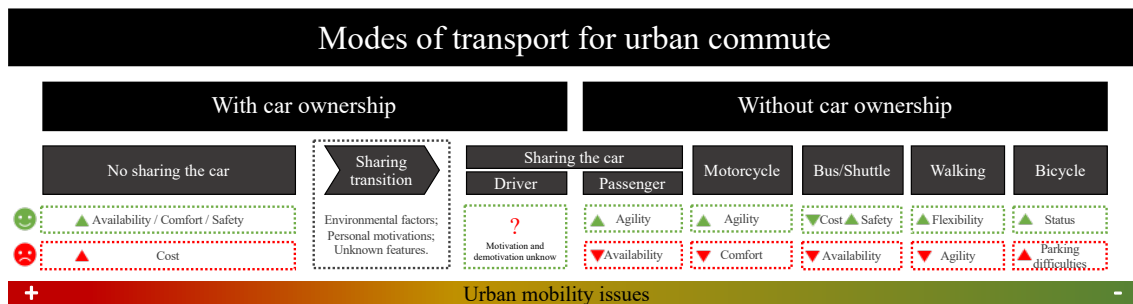 Modes of transport for urban commute
With car ownership
Without car ownership
No sharing the car
Sharing
transition
Sharing the car
Driver
Passenger
Motorcycle
Bus/Shuttle
Walking
Bicycle
Availability / Comfort / Safety
Cost
Environmental factors;
Personal motivations;
Unknown features.
?
Motivation and
demotivation unknow
Agility
Availability
Agility
Comfort
Cost Safety
Availability
Flexibility
Agility
Status
Parking
difficulties
+ Urban mobility issues -